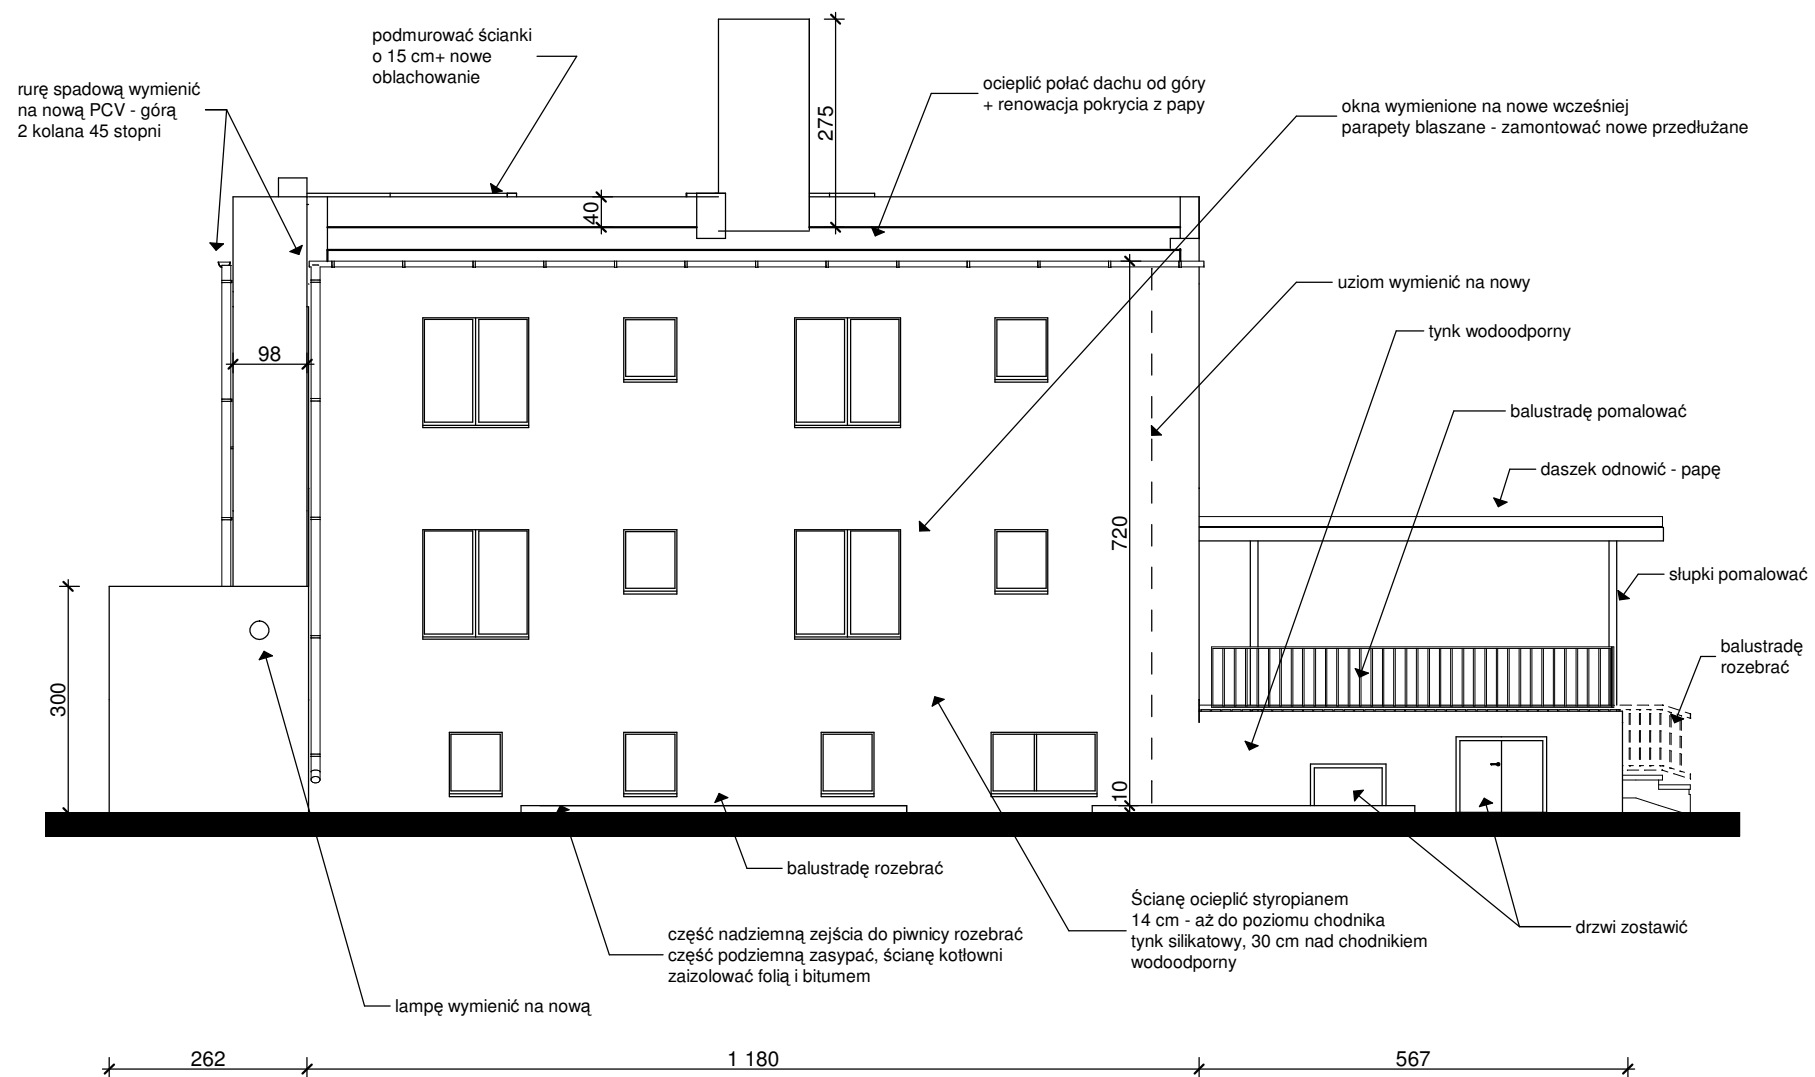 podmurować ścianki
o 15 cm+ nowe
oblachowanie
rurę spadową wymienić
na nową PCV - górą
2 kolana 45 stopni
275
ocieplić połać dachu od góry
+ renowacja pokrycia z papy
okna wymienione na nowe wcześniej
parapety blaszane - zamontować nowe przedłużane
40
uziom wymienić na nowy
tynk wodoodporny
98
balustradę pomalować
daszek odnowić - papę
720
słupki pomalować
balustradę
rozebrać
300
10
balustradę rozebrać
Ścianę ocieplić styropianem
14 cm - aż do poziomu chodnika
tynk silikatowy, 30 cm nad chodnikiem
wodoodporny
drzwi zostawić
część nadziemną zejścia do piwnicy rozebrać
część podziemną zasypać, ścianę kotłowni
zaizolować folią i bitumem
lampę wymienić na nową
262
1 180
567